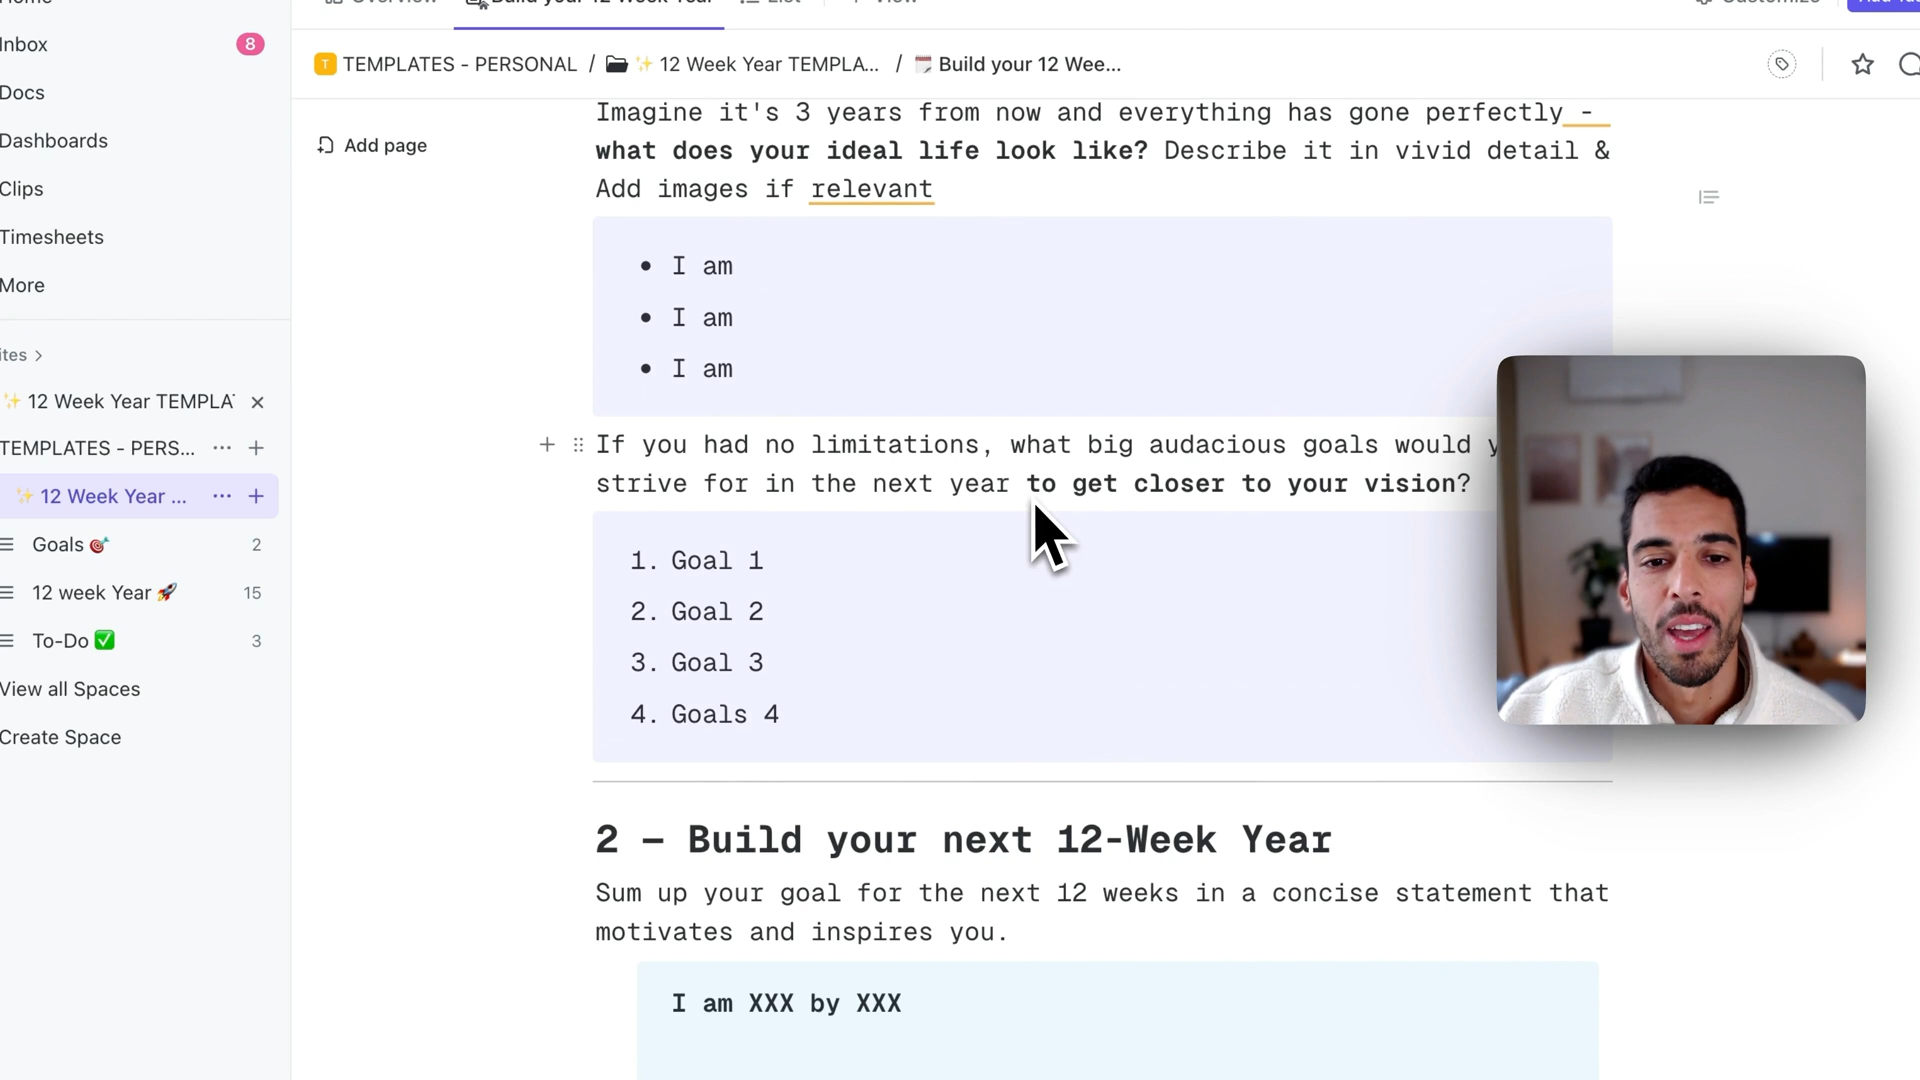 Inbox
8
Docs
Dashboards
Clips
Timesheets
More
12 Week Year
TEMPLATES - PERS...
✨ 12 Week Year ...
Goals 🎯
2
12 week Year 🚀
15
To-Do ✅
3
View all Spaces
Create Space
TEMPLATES - PERSONAL / ✨ 12 Week Year TEMPLA... / Build your 12 Wee...
Add page
Imagine it's 3 years from now and everything has gone perfectly -
what does your ideal life look like? Describe it in vivid detail &
Add images if relevant
• I am
• I am
• I am
If you had no limitations, what big audacious goals would
strive for in the next year to get closer to your vision?
1. Goal 1
2. Goal 2
3. Goal 3
4. Goals 4
2 – Build your next 12-Week Year
Sum up your goal for the next 12 weeks in a concise statement that
motivates and inspires you.
I am XXX by XXX